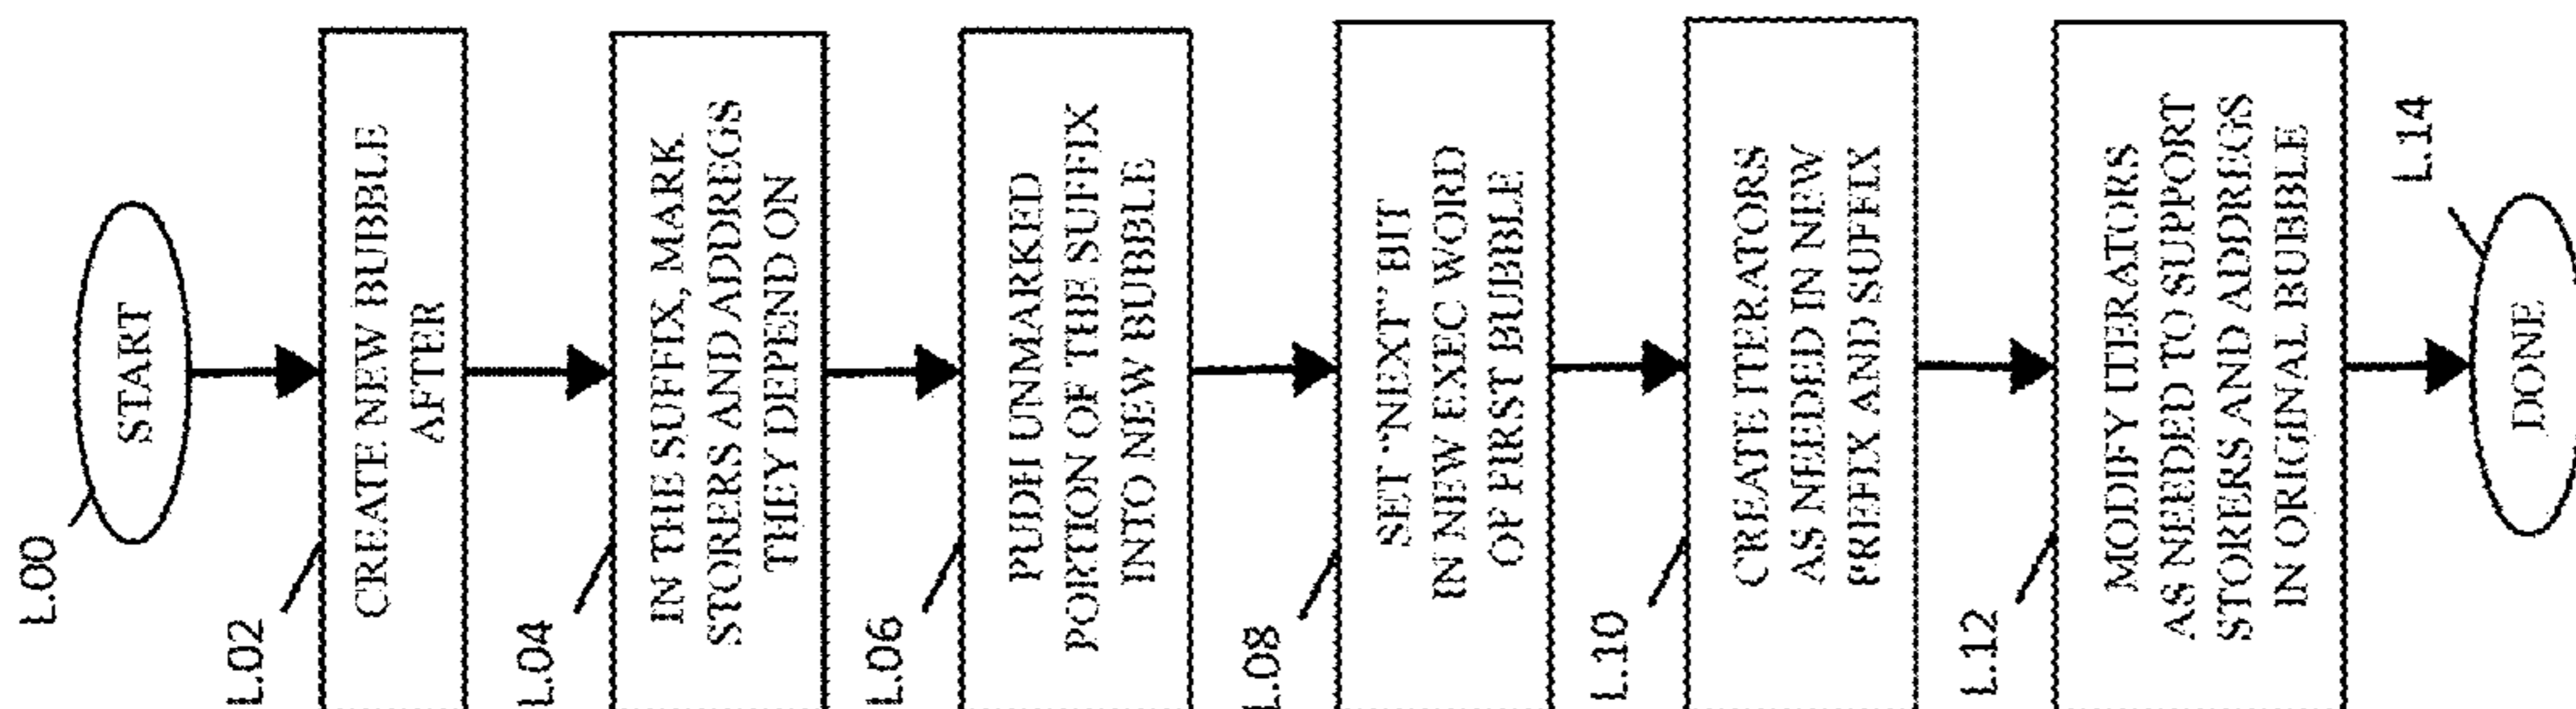 L.00
START
L.02
CREATE NEW BUBBLE
AFTER
L.04
IN THE SUFFIX, MARK
STORERS AND ADDREGS
THEY DEPEND ON
L.06
PUDH UNMARKED
PORTION OF THE SUFFIX
INTO NEW BUBBLE
L.08
SET "NEXT" BIT
IN NEW EXEC WORD
OF FIRST BUBBLE
L.10
CREATE ITERATORS
AS NEEDED IN NEW
PREFIX AND SUFFIX
L.12
MODIFY ITERATORS
AS NEEDED TO SUPPORT
STORERS AND ADDREGS
IN ORIGINAL BUBBLE
L.14
DONE